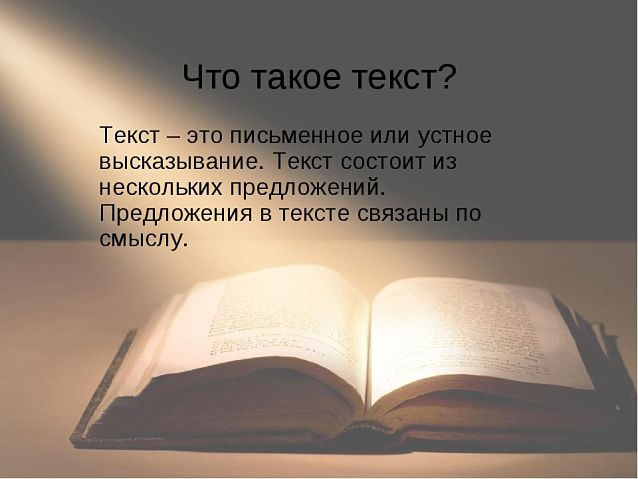 Что такое текст?
Текст – это письменное или устное
высказывание. Текст состоит из
нескольких предложений.
Предложения в тексте связаны по
смыслу.